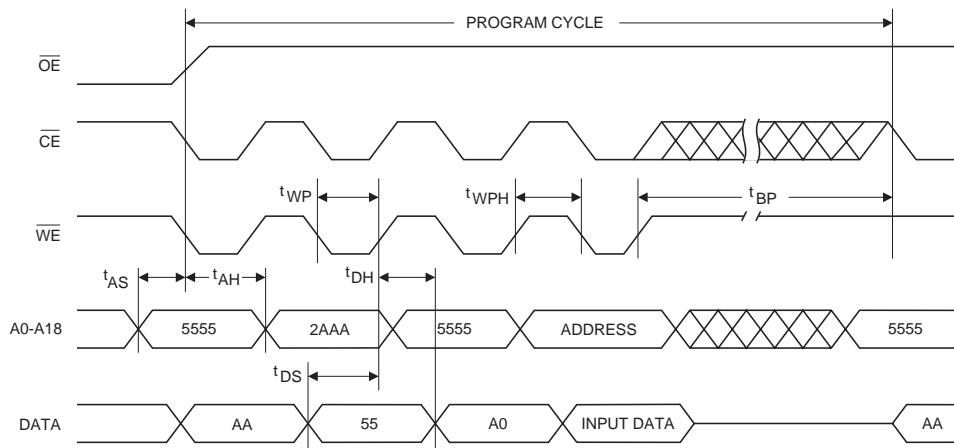 PROGRAM CYCLE
OE
CE
tWP
tWPH
tBP
WE
tAS
tAH
tDH
A0-A18
5555
2AAA
5555
ADDRESS
5555
tDS
DATA
AA
55
A0
INPUT DATA
AA